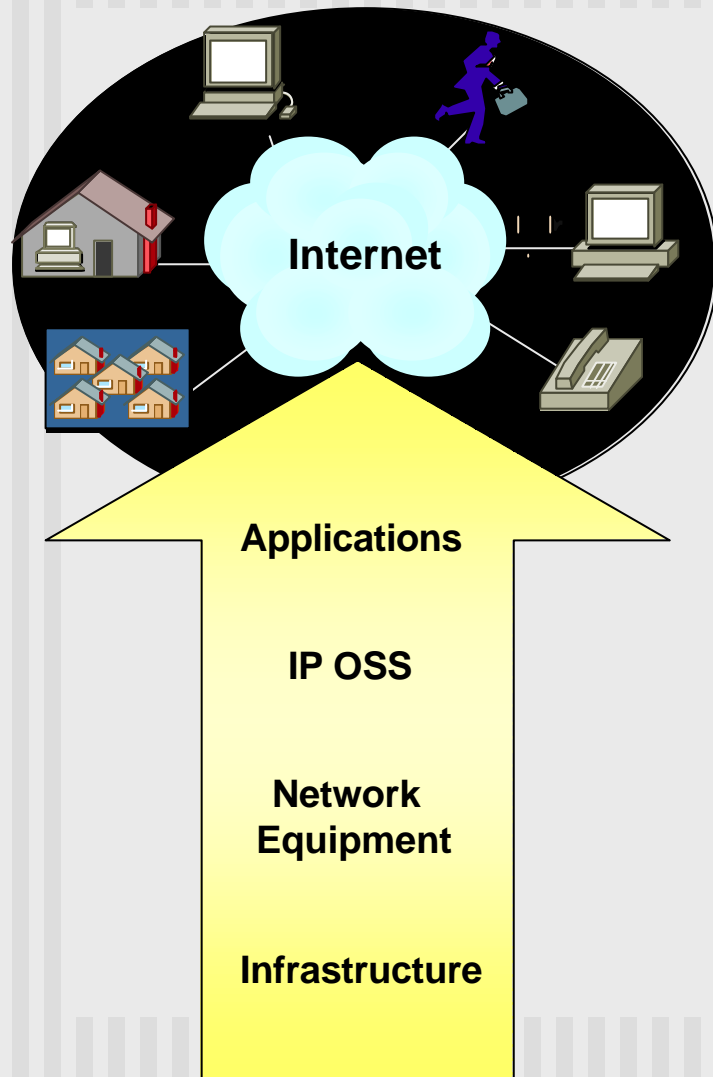 Internet
Applications
IP OSS
Network
Equipment
Infrastructure